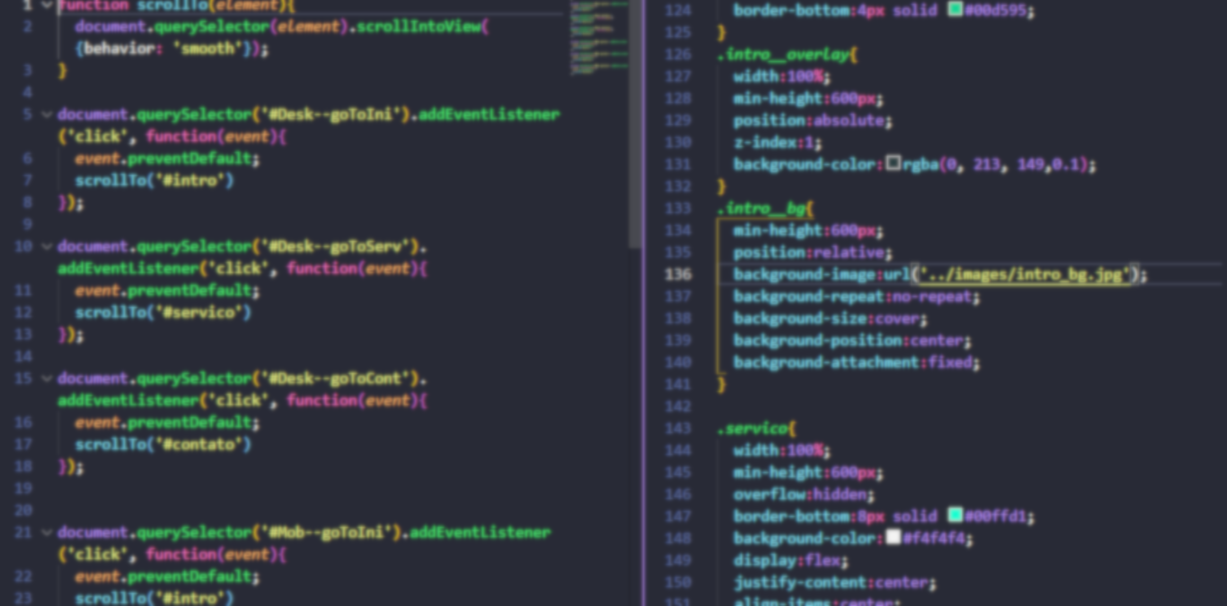 1 function scrollTo(element){
2 document.querySelector(element).scrollIntoView(
{behavior: 'smooth'});
3 }
4
5 document.querySelector('#Desk--goToIni').addEventListener
('click', function(event){
6 event.preventDefault;
7 scrollTo('#intro')
8 });
9
10 document.querySelector('#Desk--goToServ').
addEventListener('click', function(event){
11 event.preventDefault;
12 scrollTo('#servico')
13 });
14
15 document.querySelector('#Desk--goToCont').
addEventListener('click', function(event){
16 event.preventDefault;
17 scrollTo('#contato')
18 });
19
20
21 document.querySelector('#Mob--goToIni').addEventListener
('click', function(event){
22 event.preventDefault;
23 scrollTo('#intro')
124 border-bottom:4px solid #00d595;
125 }
126 .intro__overlay{
127 width:100%;
128 min-height:600px;
129 position:absolute;
130 z-index:1;
131 background-color:rgba(0, 213, 149,0.1);
132 }
133 .intro__bg{
134 min-height:600px;
135 position:relative;
136 background-image:url('../images/intro_bg.jpg');
137 background-repeat:no-repeat;
138 background-size:cover;
139 background-position:center;
140 background-attachment:fixed;
141 }
142
143 .servico{
144 width:100%;
145 min-height:600px;
146 overflow:hidden;
147 border-bottom:8px solid #00ffd1;
148 background-color:#f4f4f4;
149 display:flex;
150 justify-content:center;
151 align-items:center;